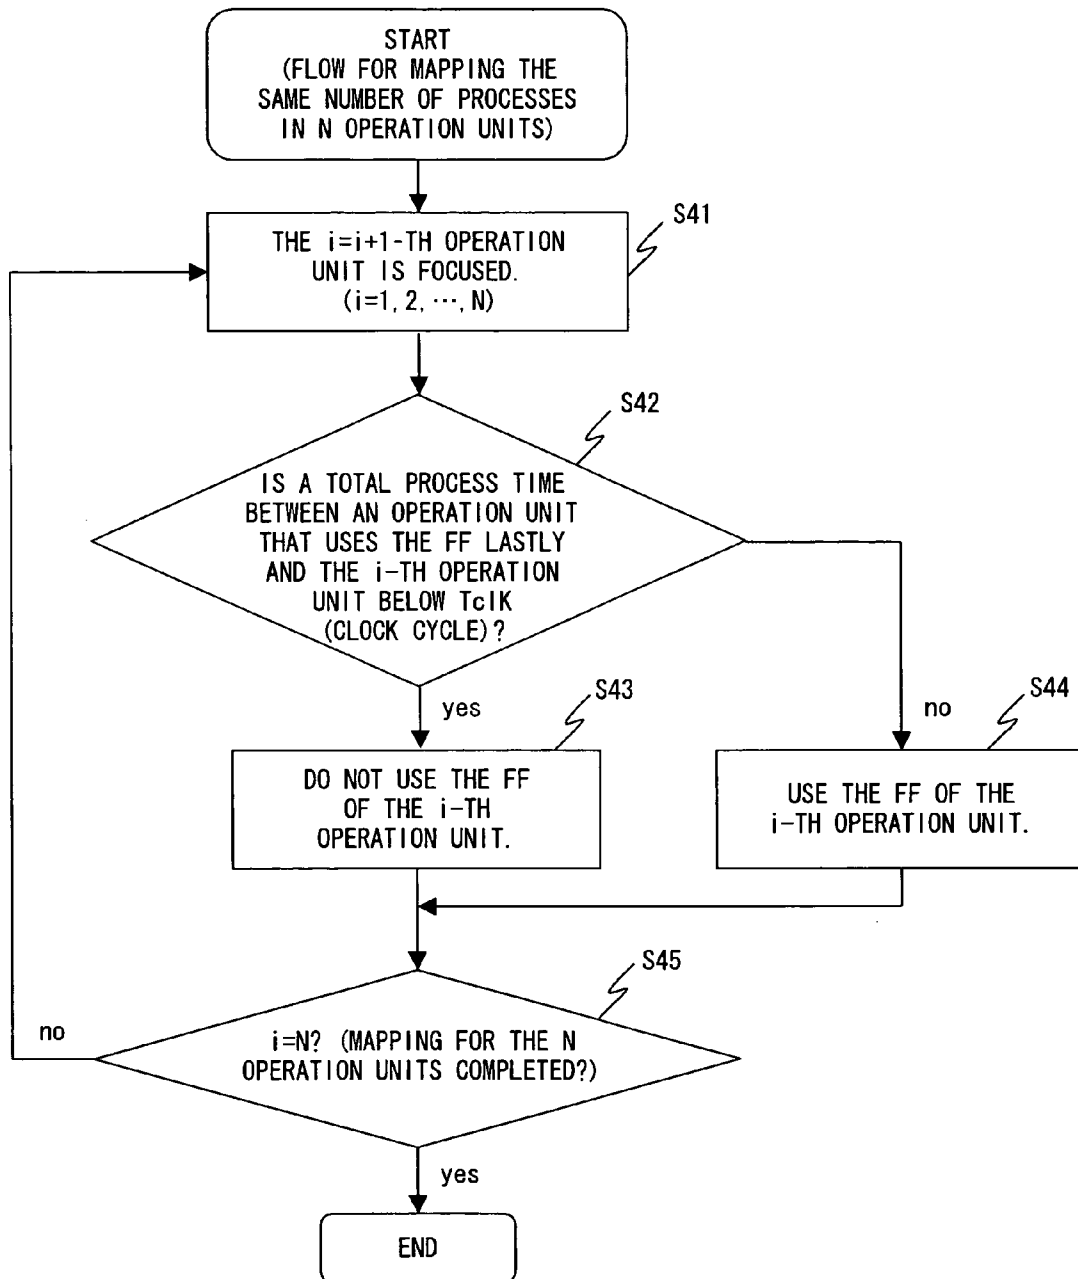 START
(FLOW FOR MAPPING THE
SAME NUMBER OF PROCESSES
IN N OPERATION UNITS)
S41
THE i=i+1-TH OPERATION
UNIT IS FOCUSED.
(i=1, 2, ···, N)
S42
IS A TOTAL PROCESS TIME
BETWEEN AN OPERATION UNIT
THAT USES THE FF LASTLY
AND THE i-TH OPERATION
UNIT BELOW TclK
(CLOCK CYCLE)?
yes
S43
no
S44
DO NOT USE THE FF
OF THE i-TH
OPERATION UNIT.
USE THE FF OF THE
i-TH OPERATION UNIT.
S45
no
i=N? (MAPPING FOR THE N
OPERATION UNITS COMPLETED?)
yes
END